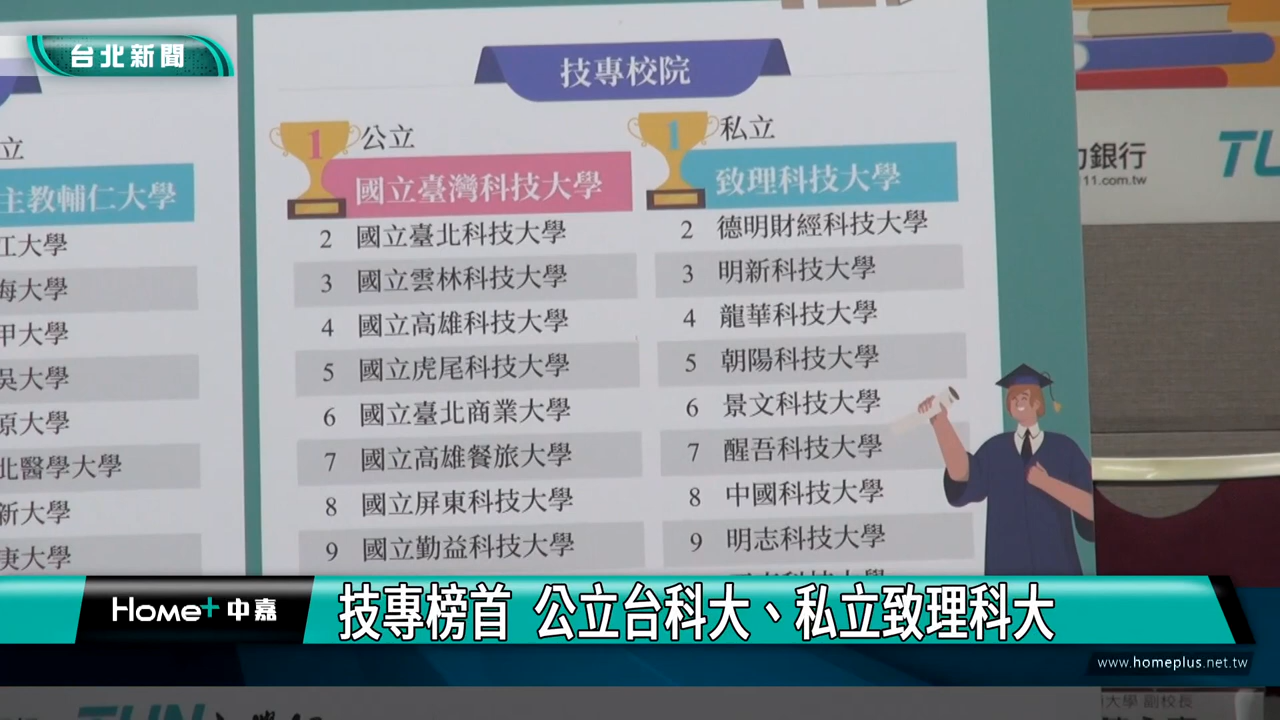 台北新聞
技專校院
立
1 公立
1 私立
主教輔仁大學
國立臺灣科技大學
致理科技大學
江大學
2 國立臺北科技大學
2 德明財經科技大學
海大學
3 國立雲林科技大學
3 明新科技大學
甲大學
4 國立高雄科技大學
4 龍華科技大學
吳大學
5 國立虎尾科技大學
5 朝陽科技大學
原大學
6 國立臺北商業大學
6 景文科技大學
北醫學大學
7 國立高雄餐旅大學
7 醒吾科技大學
新大學
8 國立屏東科技大學
8 中國科技大學
庚大學
9 國立勤益科技大學
9 明志科技大學
銀行
11.com.tw
Home+中嘉
技專榜首 公立台科大、私立致理科大
www.homeplus.net.tw
大學 副校長